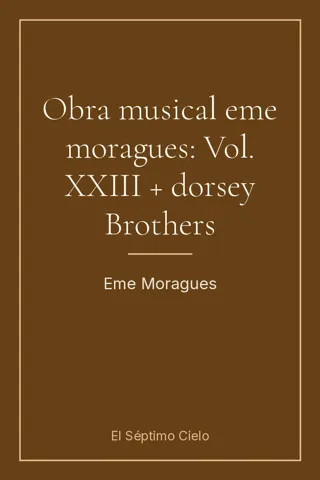 Obra musical eme
moragues: Vol.
XXIII + dorsey
Brothers
Eme Moragues
El Séptimo Cielo